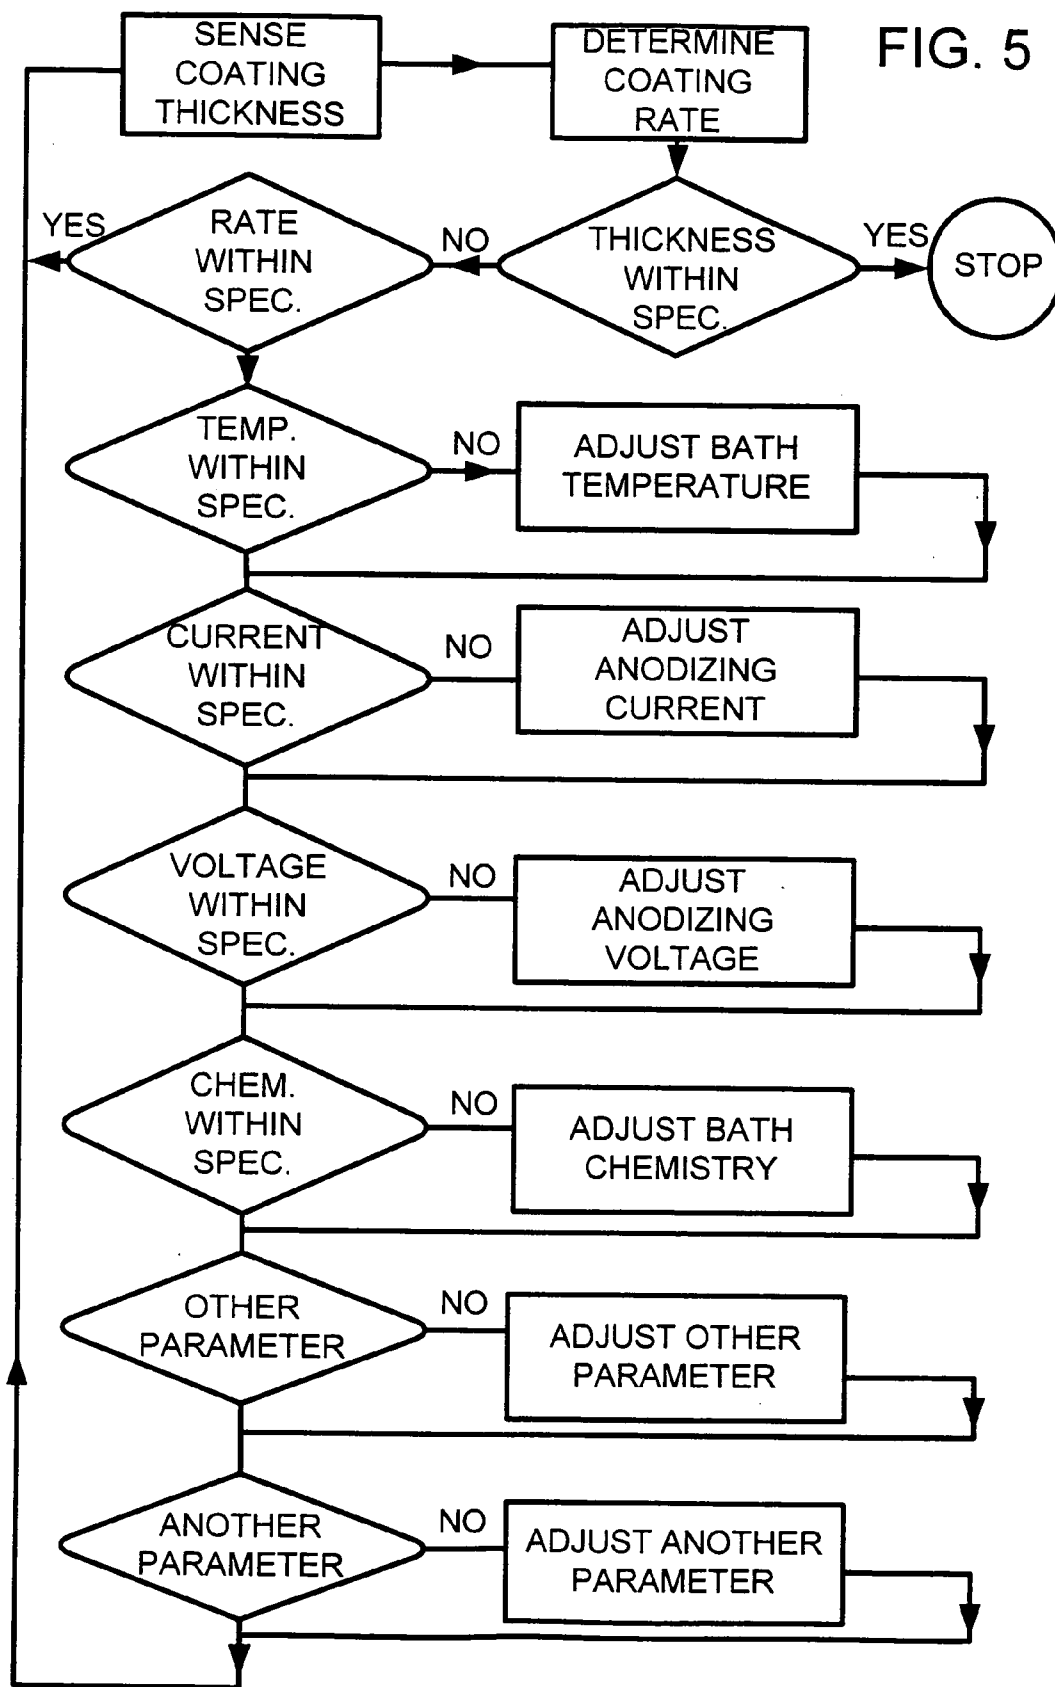 FIG. 5
SENSE
COATING
THICKNESS
DETERMINE
COATING
RATE
YES
RATE
WITHIN
SPEC.
NO
THICKNESS
WITHIN
SPEC.
YES
STOP
TEMP.
WITHIN
SPEC.
NO
ADJUST BATH
TEMPERATURE
CURRENT
WITHIN
SPEC.
NO
ADJUST
ANODIZING
CURRENT
VOLTAGE
WITHIN
SPEC.
NO
ADJUST
ANODIZING
VOLTAGE
CHEM.
WITHIN
SPEC.
NO
ADJUST BATH
CHEMISTRY
OTHER
PARAMETER
NO
ADJUST OTHER
PARAMETER
ANOTHER
PARAMETER
NO
ADJUST ANOTHER
PARAMETER